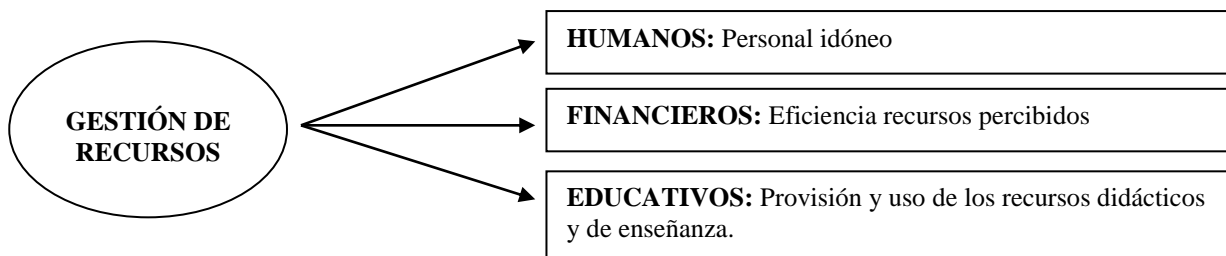 GESTIÓN DE
RECURSOS
HUMANOS: Personal idóneo
FINANCIEROS: Eficiencia recursos percibidos
EDUCATIVOS: Provisión y uso de los recursos didácticos
y de enseñanza.